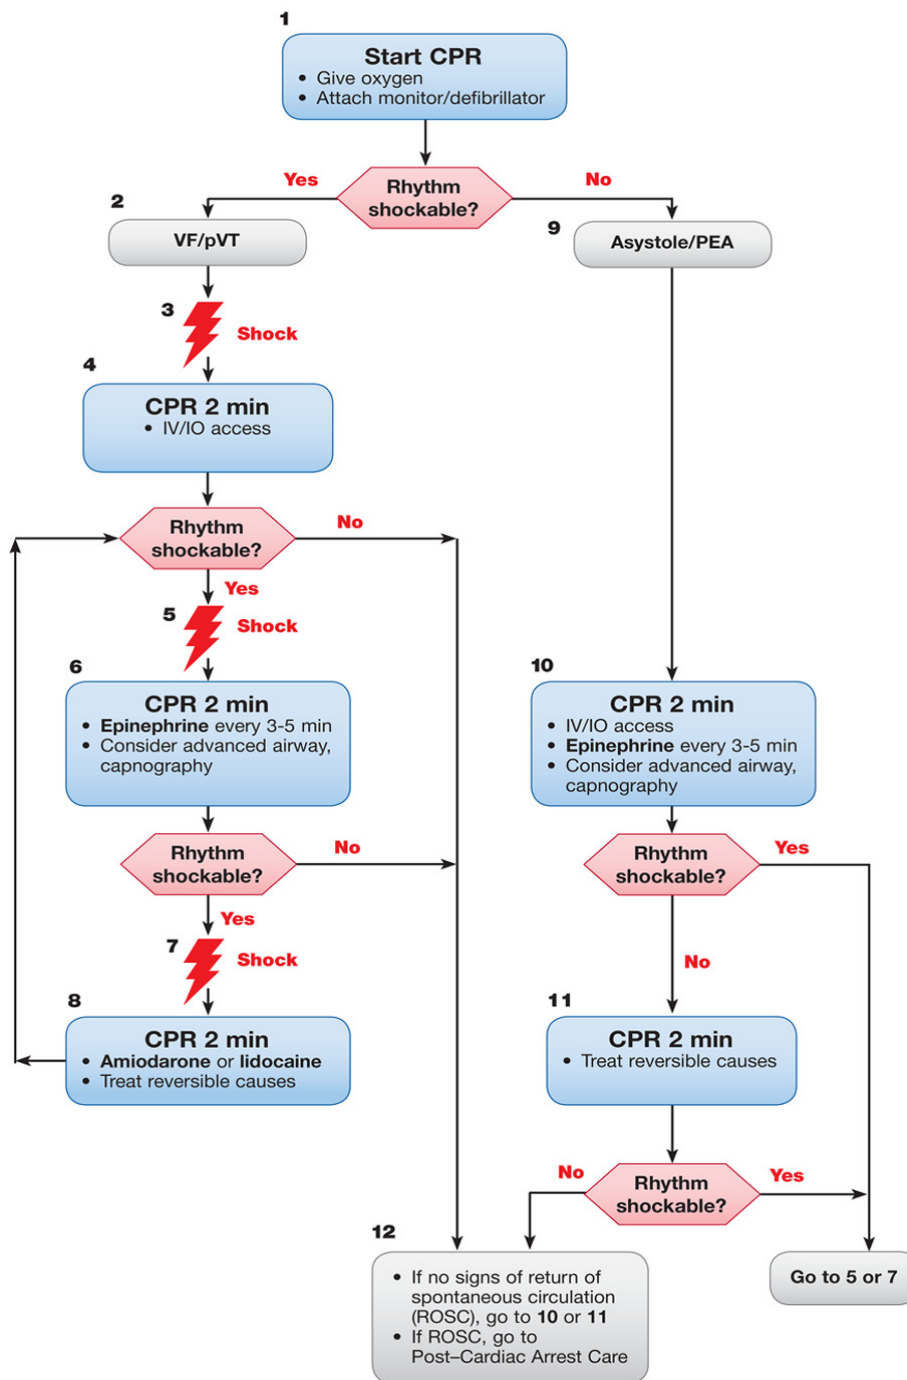 1
Start CPR
• Give oxygen
• Attach monitor/defibrillator
Yes
Rhythm
shockable?
No
2
VF/pVT
9
Asystole/PEA
3
Shock
4
CPR 2 min
• IV/IO access
Rhythm
shockable?
No
Yes
5
Shock
6
CPR 2 min
• Epinephrine every 3-5 min
• Consider advanced airway,
capnography
10
CPR 2 min
• IV/IO access
• Epinephrine every 3-5 min
• Consider advanced airway,
capnography
Rhythm
shockable?
No
Yes
Rhythm
shockable?
Yes
No
7
Shock
8
CPR 2 min
• Amiodarone or lidocaine
• Treat reversible causes
11
CPR 2 min
• Treat reversible causes
No
Rhythm
shockable?
Yes
12
• If no signs of return of
spontaneous circulation
(ROSC), go to 10 or 11
• If ROSC, go to
Post–Cardiac Arrest Care
Go to 5 or 7